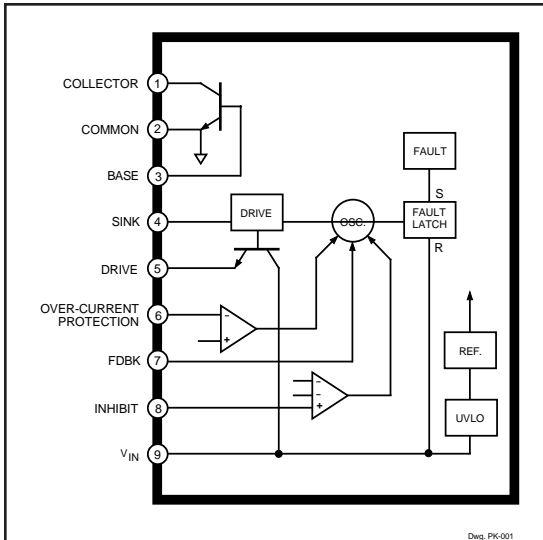 COLLECTOR
1
COMMON
2
BASE
3
FAULT
S
SINK
4
DRIVE
OSC.
FAULT
LATCH
R
DRIVE
5
OVER-CURRENT
PROTECTION
6
–
+
REF.
FDBK
7
–
–
+
INHIBIT
8
UVLO
VIN
9
Dwg. PK-001